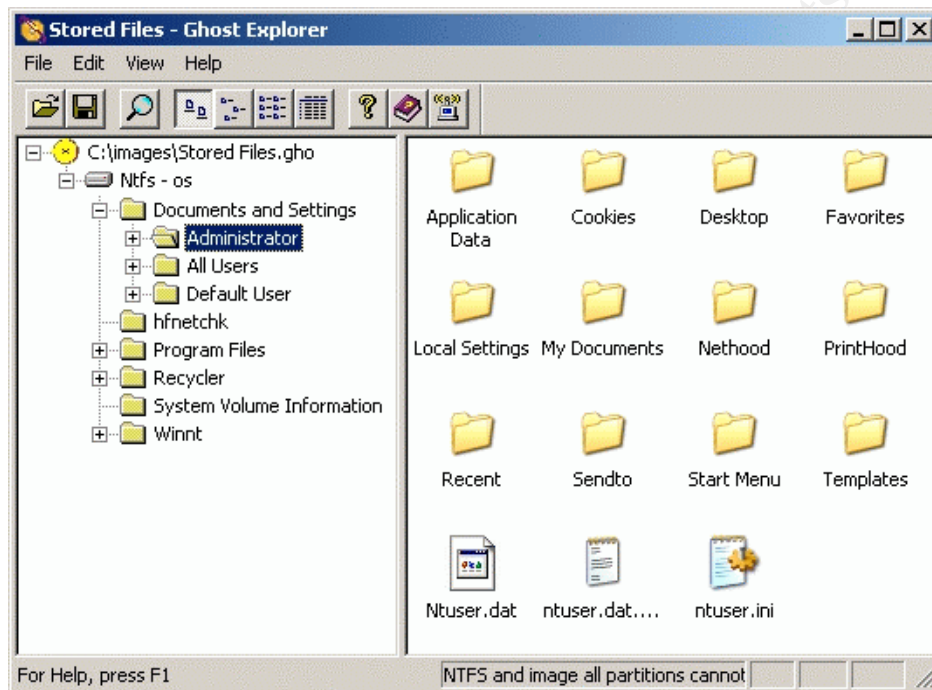 Stored Files - Ghost Explorer
File Edit View Help
C:\images\Stored Files.gho
Ntfs - os
Documents and Settings
Administrator
All Users
Default User
hfnetchk
Program Files
Recycler
System Volume Information
Winnt
Application Data
Cookies
Desktop
Favorites
Local Settings
My Documents
Nethood
PrintHood
Recent
Sendto
Start Menu
Templates
Ntuser.dat
ntuser.dat....
ntuser.ini
For Help, press F1
NTFS and image all partitions cannot